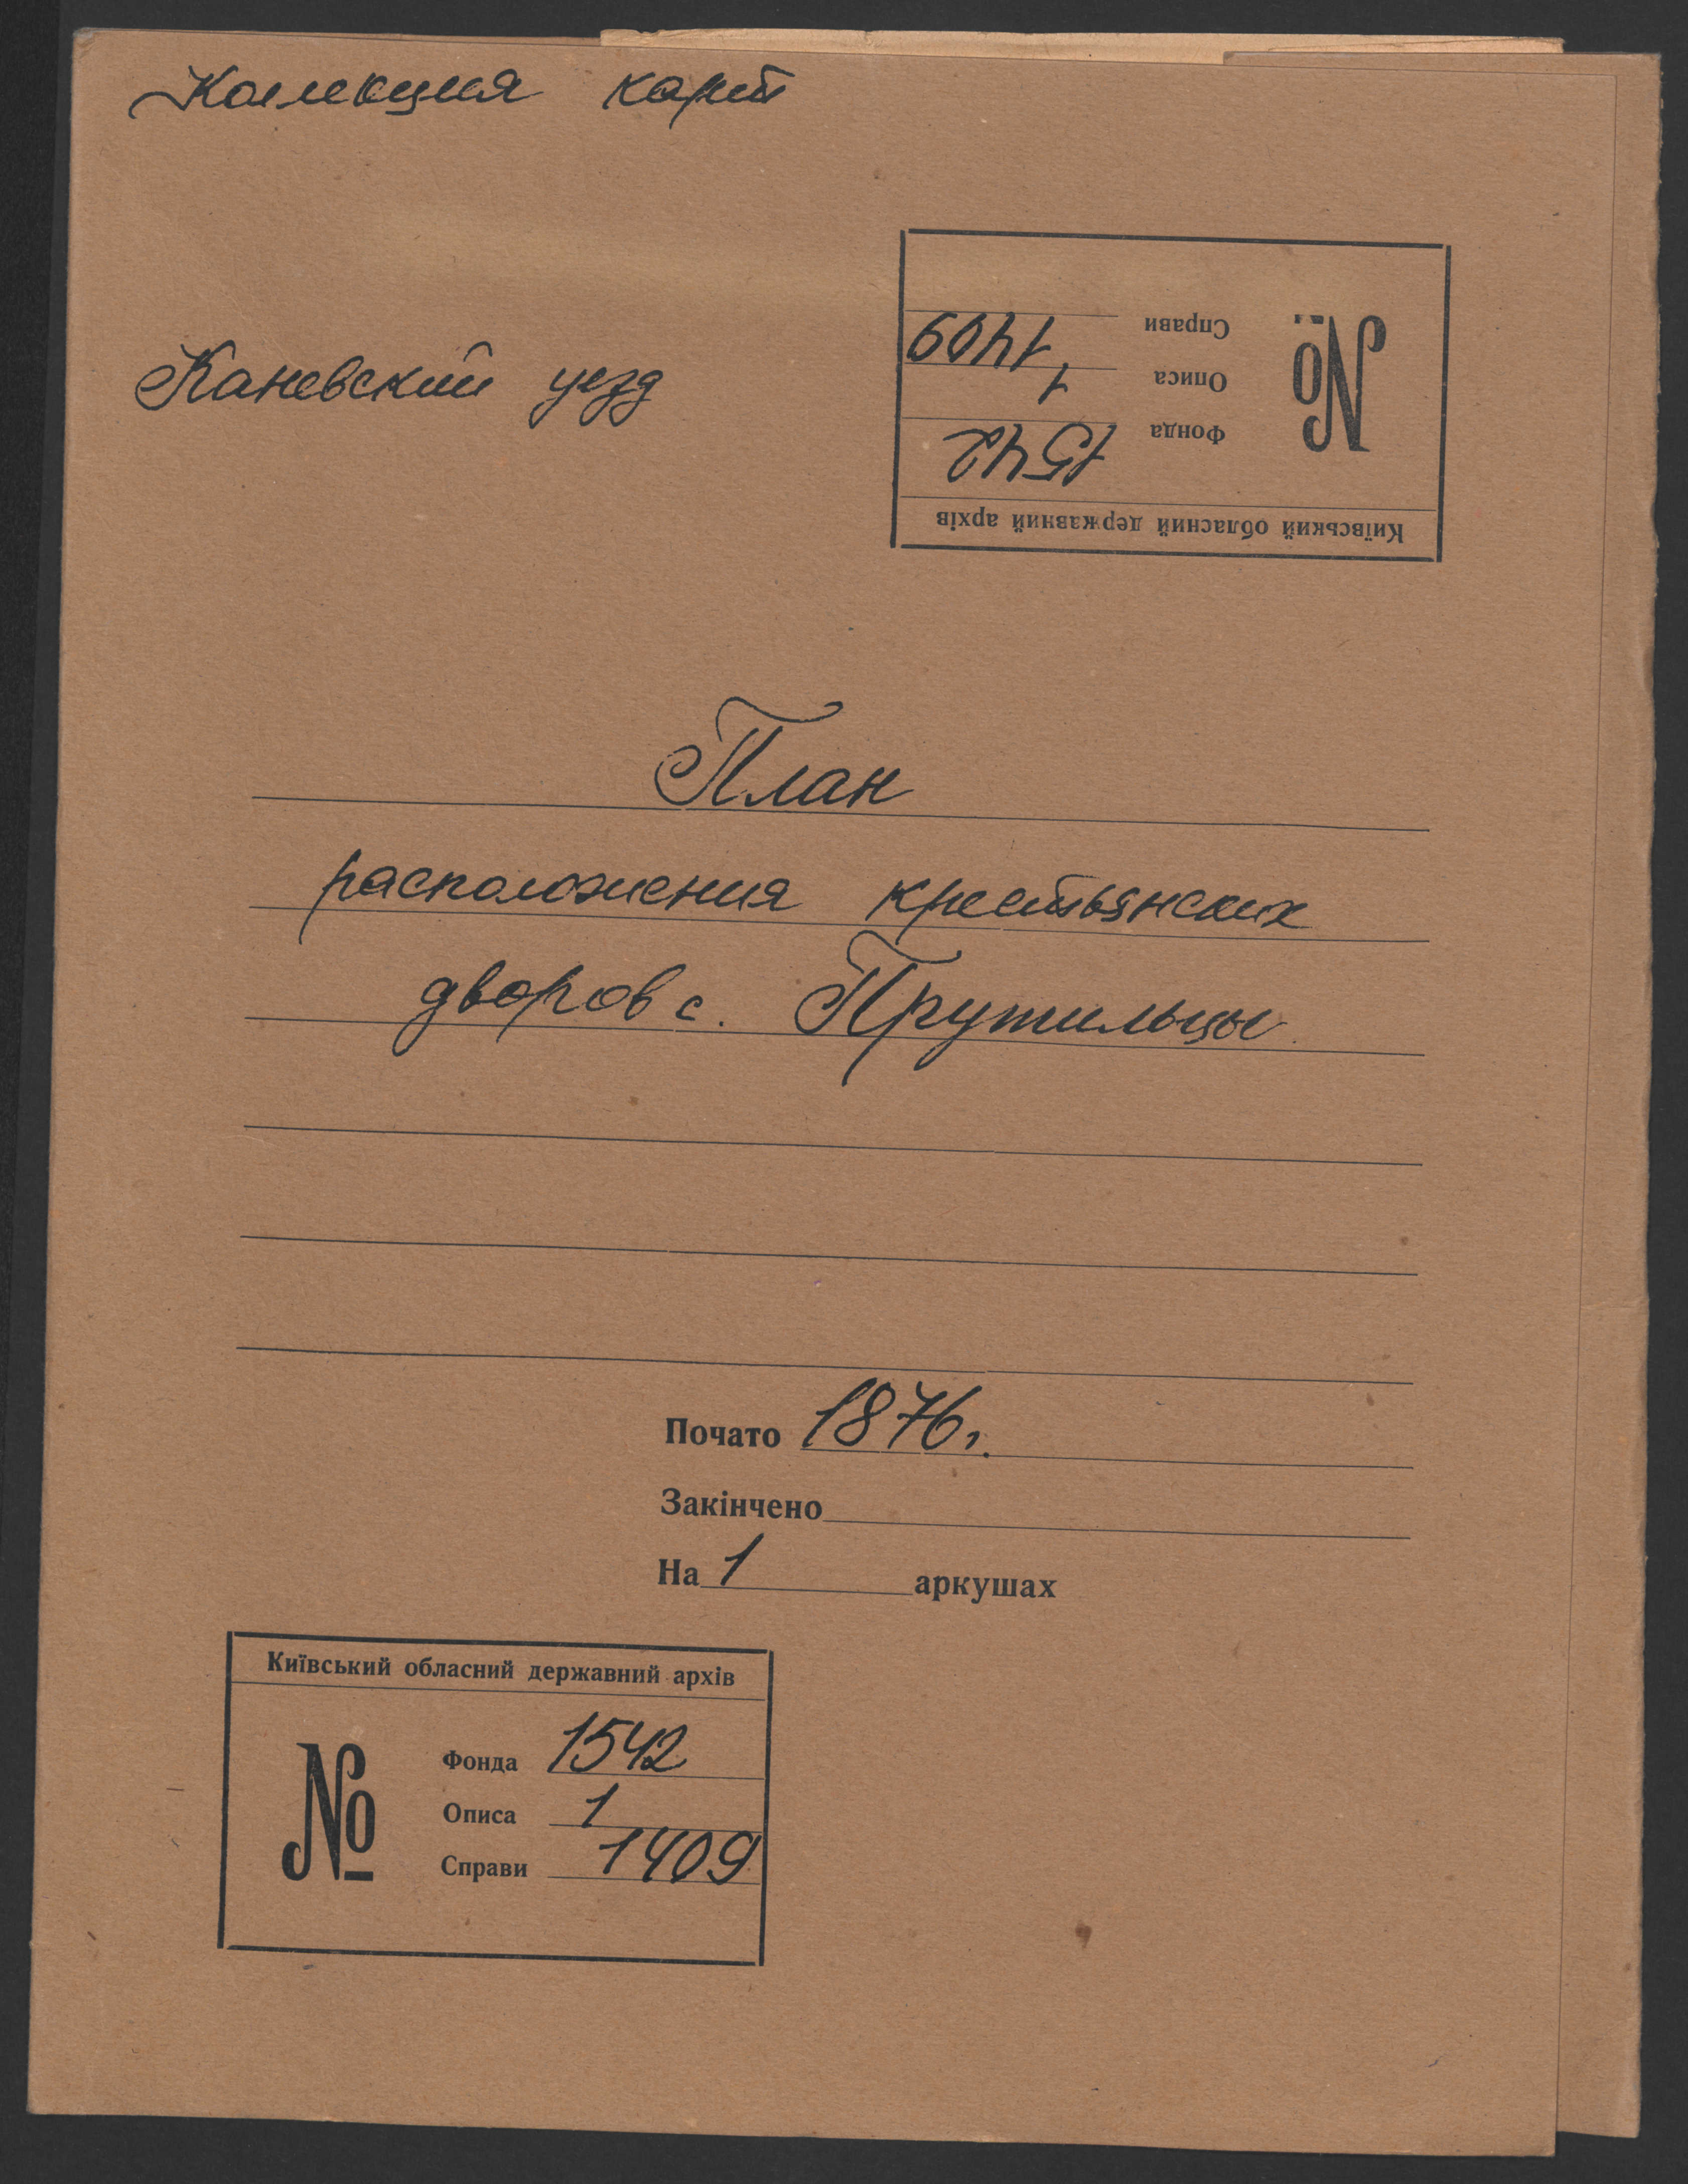 Коллекция карт
Каневский уезд
Київський обласний державний архів
№
Фонда 1542
Описа 1
Справи 1409
План
расположения крестьянских
дворов с. Прутильцы
Почато 1876г.
Закінчено
На 1 аркушах
Київський обласний державний архів
№
Фонда 1542
Описа 1
Справи 1409